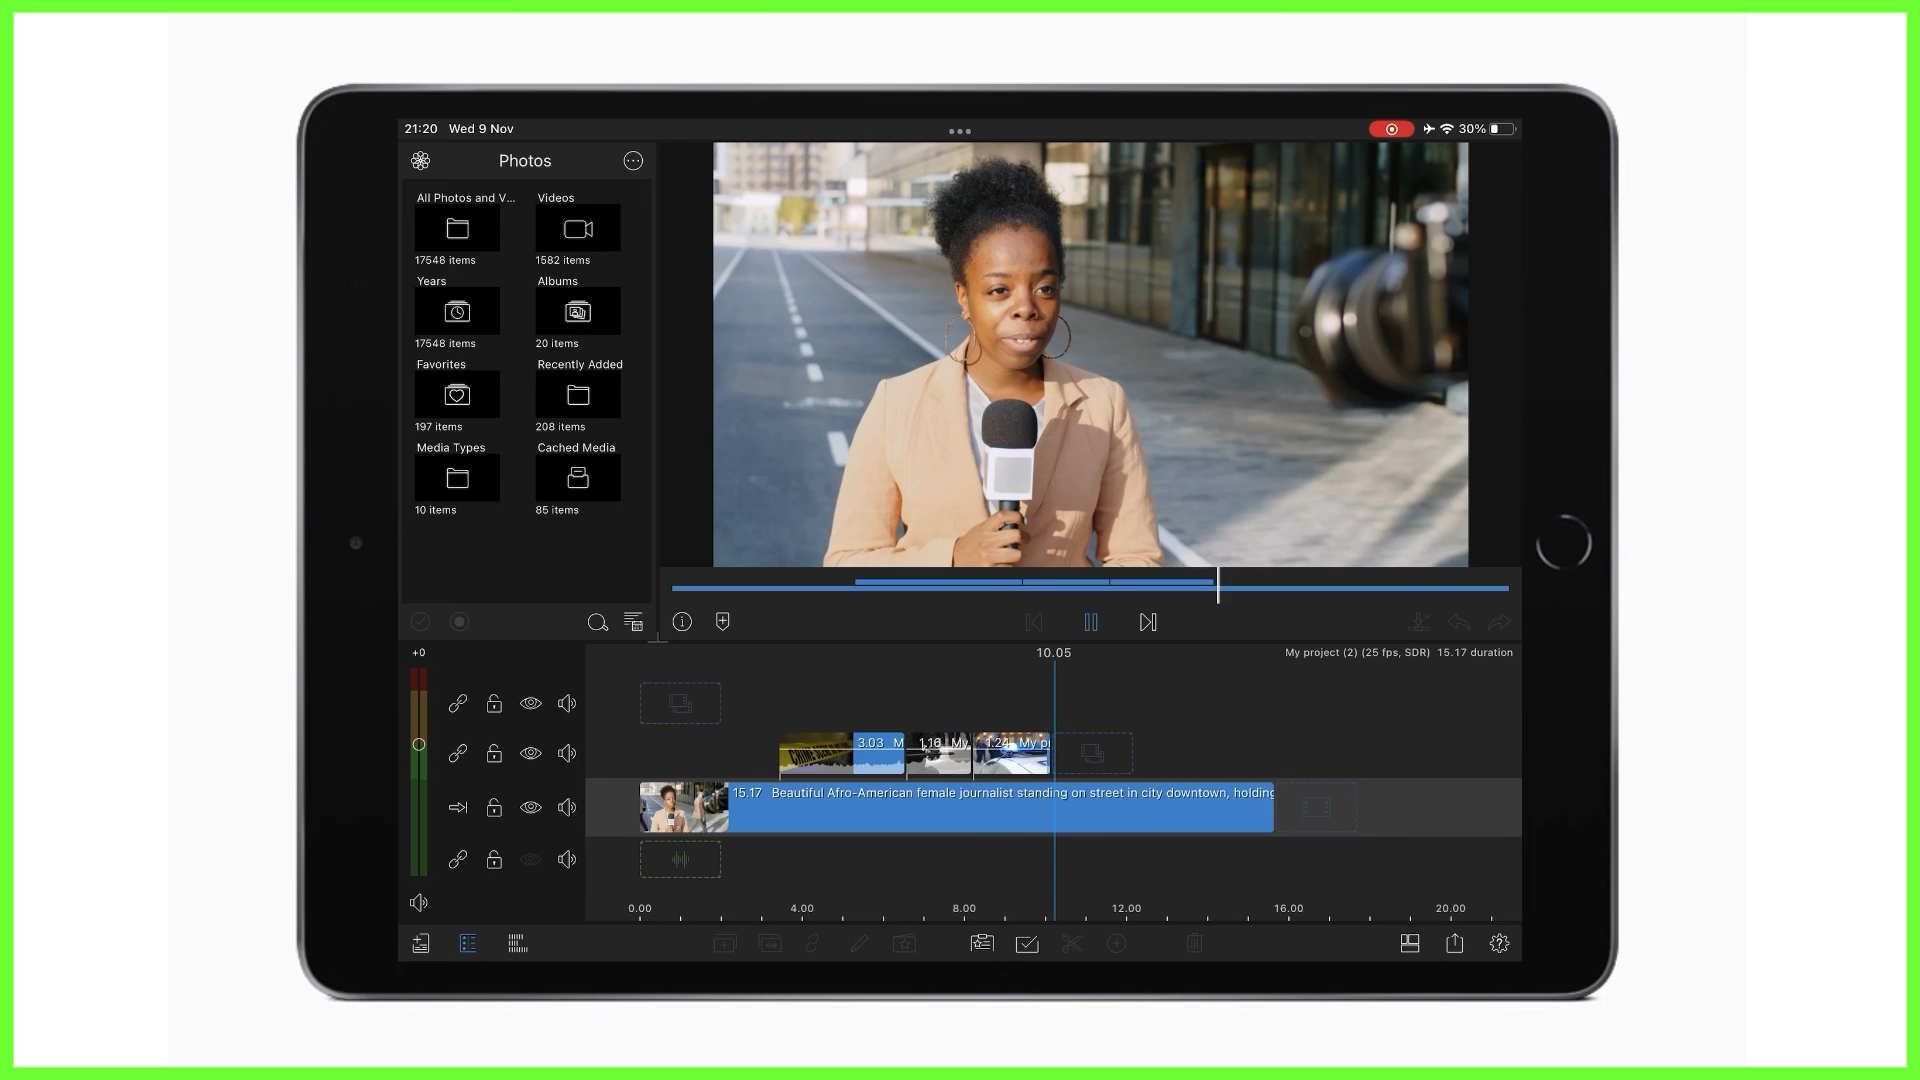 21:20 Wed 9 Nov
30%
Photos
All Photos and V...
Videos
17548 items
1582 items
Years
Albums
17548 items
20 items
Favorites
Recently Added
197 items
208 items
Media Types
Cached Media
10 items
85 items
+0
10.05
My project (2) (25 fps, SDR) 15.17 duration
CRIME SCENE
3.03 M
1.16 My
1.24 My p
15.17 Beautiful Afro-American female journalist standing on street in city downtown, holding
0.00
4.00
8.00
12.00
16.00
20.00